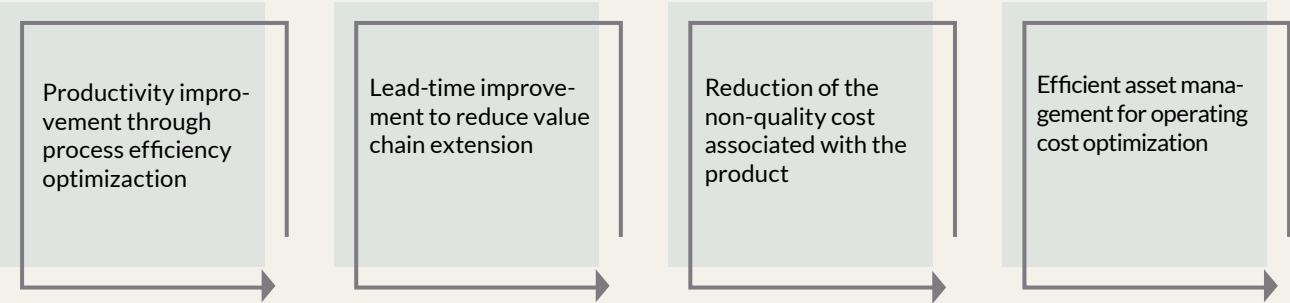 Productivity impro-
vement through
process efficiency
optimizaction
Lead-time improve-
ment to reduce value
chain extension
Reduction of the
non-quality cost
associated with the
product
Efficient asset mana-
gement for operating
cost optimization